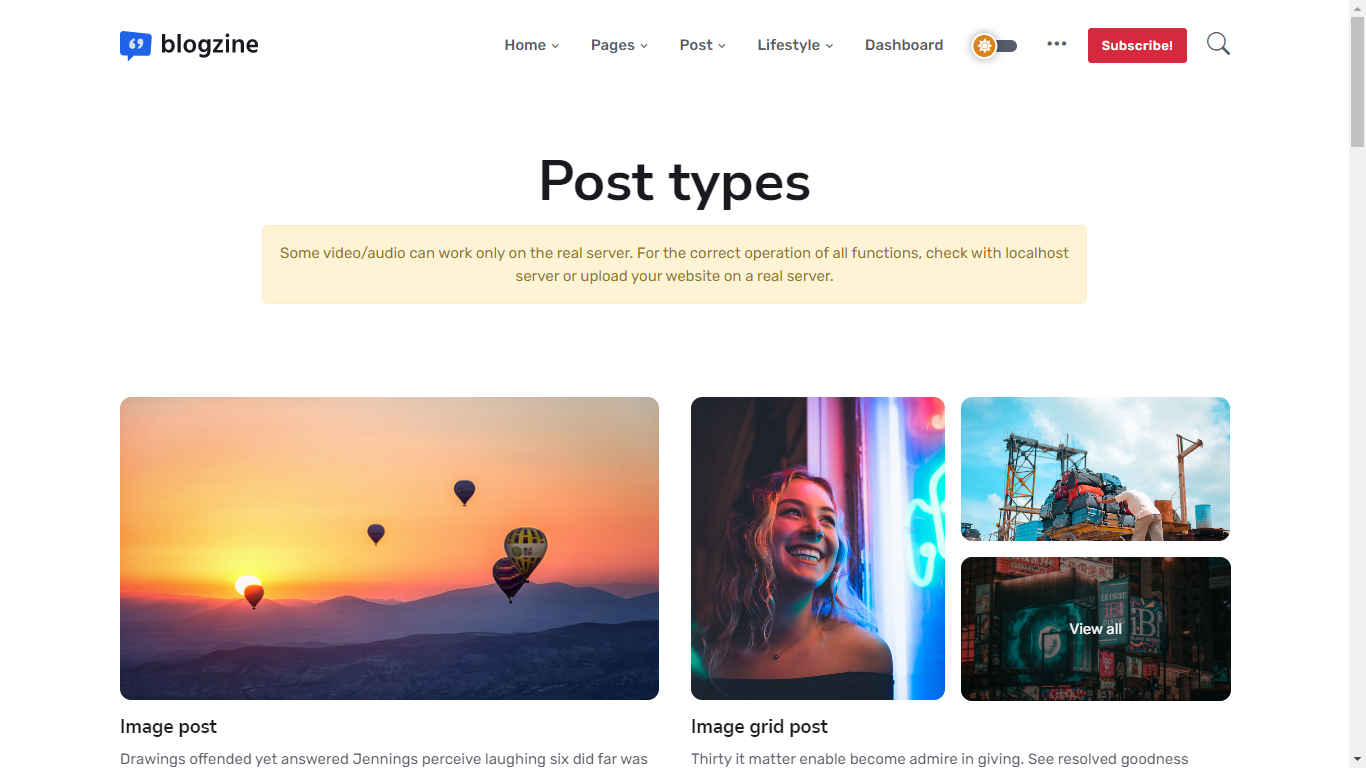 blogzine
Home
Pages
Post
Lifestyle
Dashboard
Subscribe!
Post types
Some video/audio can work only on the real server. For the correct operation of all functions, check with localhost
server or upload your website on a real server.
View all
Image post
Drawings offended yet answered Jennings perceive laughing six did far was
Image grid post
Thirty it matter enable become admire in giving. See resolved goodness